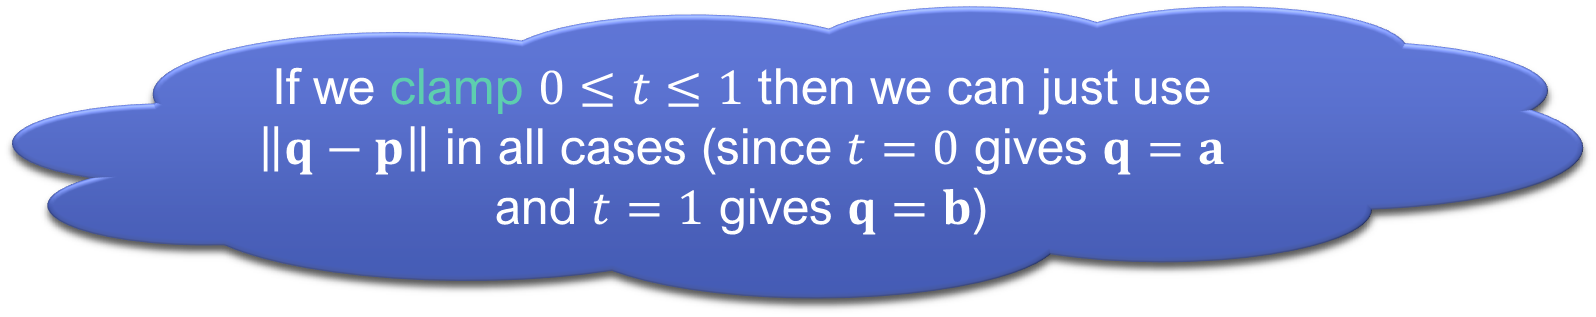 If we clamp 0 ≤ t ≤ 1 then we can just use
‖q − p‖ in all cases (since t = 0 gives q = a
and t = 1 gives q = b)